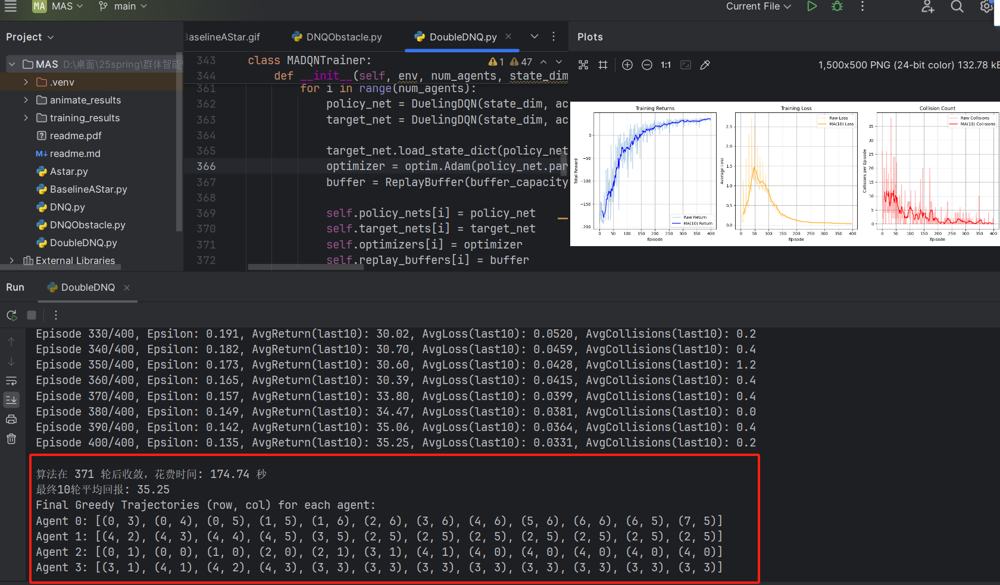 MA MAS main Current File
Project
BaselineAStar.gif DNQObstacle.py DoubleDNQ.py
Plots
MAS D:\桌面\25spring\群体智能\
.venv
animate_results
training_results
readme.pdf
M↓ readme.md
Astar.py
BaselineAStar.py
DNQ.py
DNQObstacle.py
DoubleDNQ.py
External Libraries
1 47
343 class MADQNTrainer:
344 def __init__(self, env, num_agents, state_dim
361 for i in range(num_agents):
362 policy_net = DuelingDQN(state_dim, ac
363 target_net = DuelingDQN(state_dim, ac
364
365 target_net.load_state_dict(policy_net
366 optimizer = optim.Adam(policy_net.par
367 buffer = ReplayBuffer(buffer_capacity
368
369 self.policy_nets[i] = policy_net
370 self.target_nets[i] = target_net
371 self.optimizers[i] = optimizer
372 self.replay_buffers[i] = buffer
1:1 1,500x500 PNG (24-bit color) 132.78 kB
Training Returns
Total Reward
0
−50
−100
−150
−200
0 50 100 150 200 250 300 350 400
Episode
Raw Return
MA(10) Return
Training Loss
Average Loss
2.5
2.0
1.5
1.0
0.5
0.0
0 50 100 150 200 250 300 350 400
Episode
Raw Loss
MA(10) Loss
Collision Count
Collisions per Episode
35
30
25
20
15
10
5
0
0 50 100 150 200 250 300 350 400
Episode
Raw Collisions
MA(10) Collisions
Run DoubleDNQ
Episode 330/400, Epsilon: 0.191, AvgReturn(last10): 30.02, AvgLoss(last10): 0.0520, AvgCollisions(last10): 0.2
Episode 340/400, Epsilon: 0.182, AvgReturn(last10): 30.70, AvgLoss(last10): 0.0459, AvgCollisions(last10): 0.4
Episode 350/400, Epsilon: 0.173, AvgReturn(last10): 30.60, AvgLoss(last10): 0.0428, AvgCollisions(last10): 1.2
Episode 360/400, Epsilon: 0.165, AvgReturn(last10): 30.39, AvgLoss(last10): 0.0415, AvgCollisions(last10): 0.4
Episode 370/400, Epsilon: 0.157, AvgReturn(last10): 33.80, AvgLoss(last10): 0.0399, AvgCollisions(last10): 0.4
Episode 380/400, Epsilon: 0.149, AvgReturn(last10): 34.47, AvgLoss(last10): 0.0381, AvgCollisions(last10): 0.0
Episode 390/400, Epsilon: 0.142, AvgReturn(last10): 35.06, AvgLoss(last10): 0.0364, AvgCollisions(last10): 0.4
Episode 400/400, Epsilon: 0.135, AvgReturn(last10): 35.25, AvgLoss(last10): 0.0331, AvgCollisions(last10): 0.2
算法在 371 轮后收敛，花费时间: 174.74 秒
最终10轮平均回报: 35.25
Final Greedy Trajectories (row, col) for each agent:
Agent 0: [(0, 3), (0, 4), (0, 5), (1, 5), (1, 6), (2, 6), (3, 6), (4, 6), (5, 6), (6, 6), (6, 5), (7, 5)]
Agent 1: [(4, 2), (4, 3), (4, 4), (4, 5), (3, 5), (2, 5), (2, 5), (2, 5), (2, 5), (2, 5), (2, 5), (2, 5)]
Agent 2: [(0, 1), (0, 0), (1, 0), (2, 0), (2, 1), (3, 1), (4, 1), (4, 0), (4, 0), (4, 0), (4, 0), (4, 0)]
Agent 3: [(3, 1), (4, 1), (4, 2), (4, 3), (3, 3), (3, 3), (3, 3), (3, 3), (3, 3), (3, 3), (3, 3), (3, 3)]